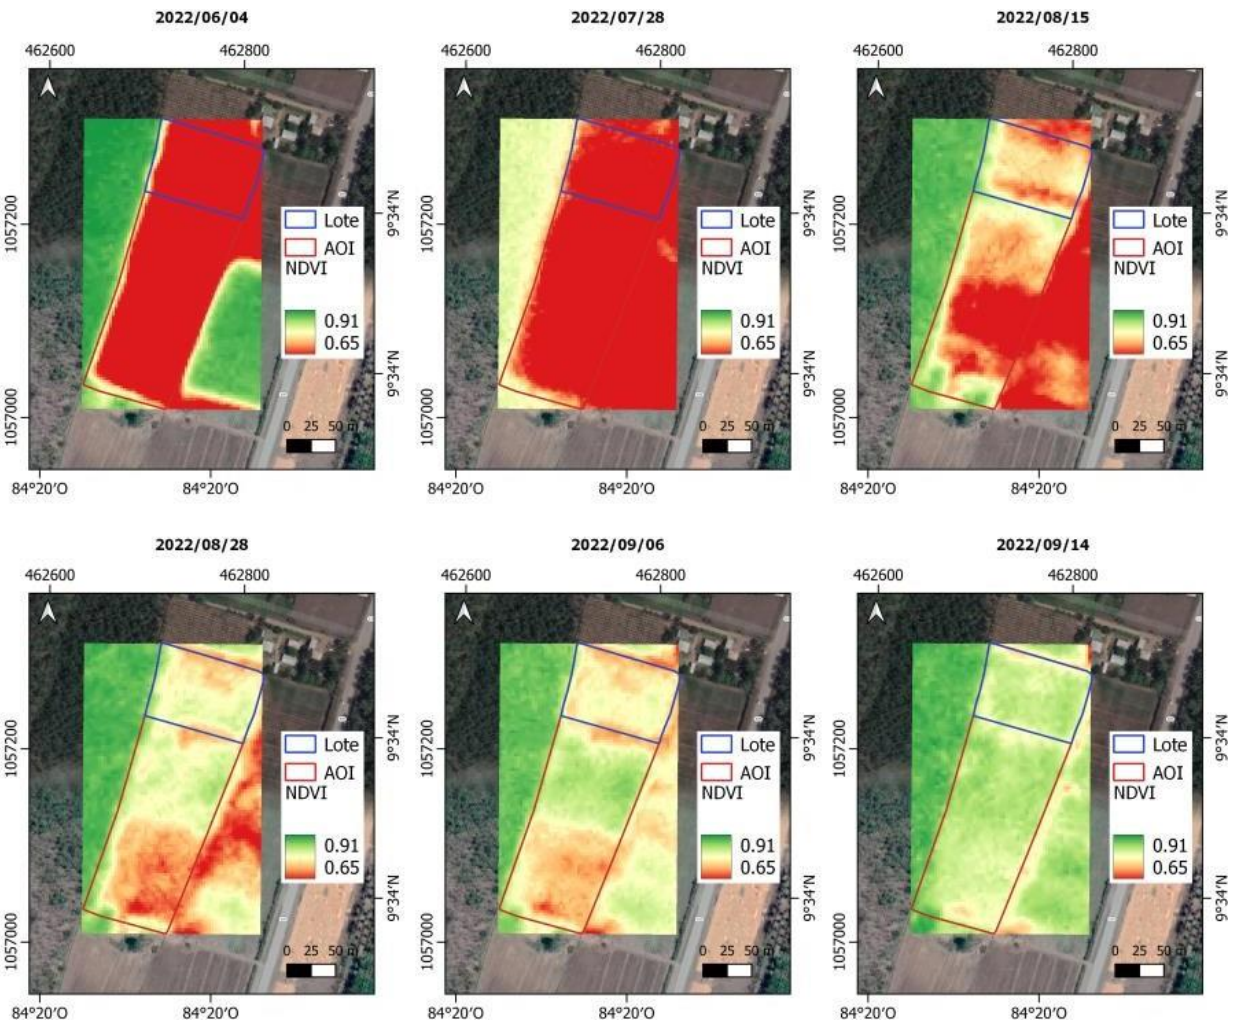 2022/06/04
462600 462800
1057200
1057000
9°34′N
9°34′N
Lote
AOI
NDVI
0.91
0.65
0 25 50 m
84°20′O 84°20′O
2022/07/28
462600 462800
1057200
1057000
9°34′N
9°34′N
Lote
AOI
NDVI
0.91
0.65
0 25 50 m
84°20′O 84°20′O
2022/08/15
462600 462800
1057200
1057000
9°34′N
9°34′N
Lote
AOI
NDVI
0.91
0.65
0 25 50 m
84°20′O 84°20′O
2022/08/28
462600 462800
1057200
1057000
9°34′N
9°34′N
Lote
AOI
NDVI
0.91
0.65
0 25 50 m
84°20′O 84°20′O
2022/09/06
462600 462800
1057200
1057000
9°34′N
9°34′N
Lote
AOI
NDVI
0.91
0.65
0 25 50 m
84°20′O 84°20′O
2022/09/14
462600 462800
1057200
1057000
9°34′N
9°34′N
Lote
AOI
NDVI
0.91
0.65
0 25 50 m
84°20′O 84°20′O